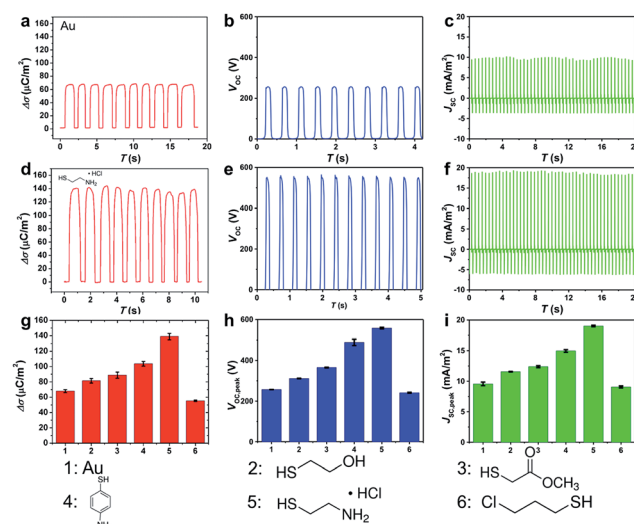 a
Au
Δσ (μC/m²)
160
140
120
100
80
60
40
20
0
0 5 10 15 20
T (s)
b
V_OC (V)
600
400
200
0
0 1 2 3 4
T (s)
c
J_SC (mA/m²)
20
15
10
5
0
-5
-10
0 4 8 12 16 20
T (s)
d
HS NH₂ • HCl
Δσ (μC/m²)
160
140
120
100
80
60
40
20
0
0 2 4 6 8 10
T (s)
e
V_OC (V)
600
400
200
0
0 1 2 3 4 5
T (s)
f
J_SC (mA/m²)
20
15
10
5
0
-5
-10
0 4 8 12 16 20
T (s)
g
Δσ (μC/m²)
160
140
120
100
80
60
40
20
0
1 2 3 4 5 6
h
V_OC,peak (V)
600
400
200
0
1 2 3 4 5 6
i
J_SC,peak (mA/m²)
20
15
10
5
0
1 2 3 4 5 6
1: Au
2: HS OH
3: HS O OCH₃
4: SH
5: HS NH₂ • HCl
6: Cl SH